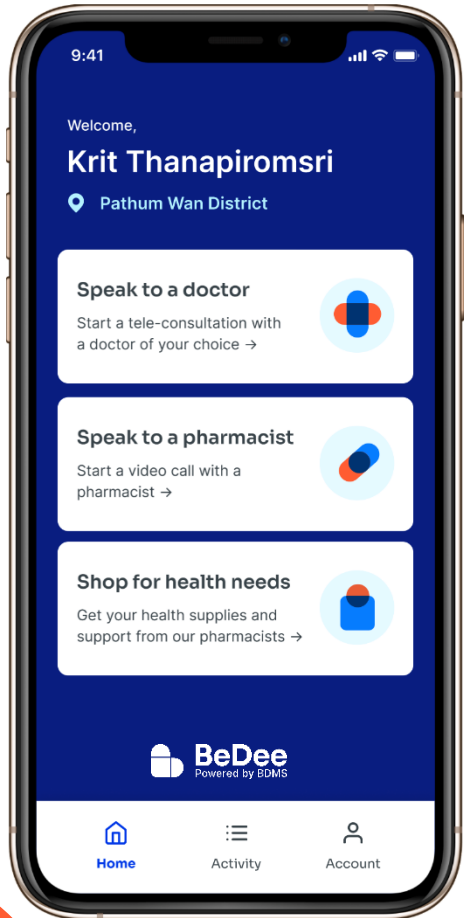 9:41
Welcome,
Krit Thanapiromsri
Pathum Wan District
Speak to a doctor
Start a tele-consultation with
a doctor of your choice →
Speak to a pharmacist
Start a video call with a
pharmacist →
Shop for health needs
Get your health supplies and
support from our pharmacists →
BeDee
Powered by BDMS
Home Activity Account